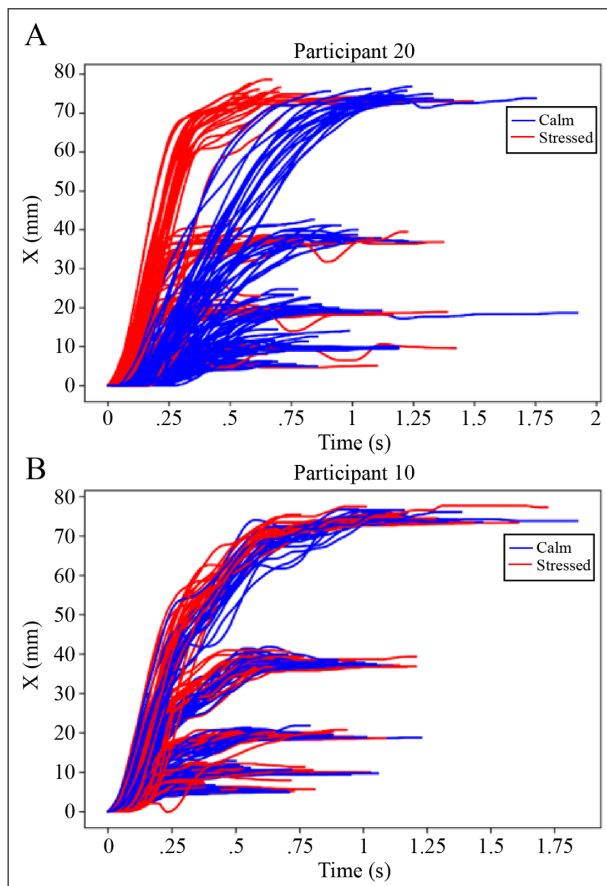 A
Participant 20
80
70
60
50
40
30
20
10
0
X (mm)
Calm
Stressed
0 .25 .5 .75 1 1.25 1.5 1.75 2
Time (s)
B
Participant 10
80
70
60
50
40
30
20
10
0
X (mm)
Calm
Stressed
0 .25 .5 .75 1 1.25 1.5 1.75
Time (s)